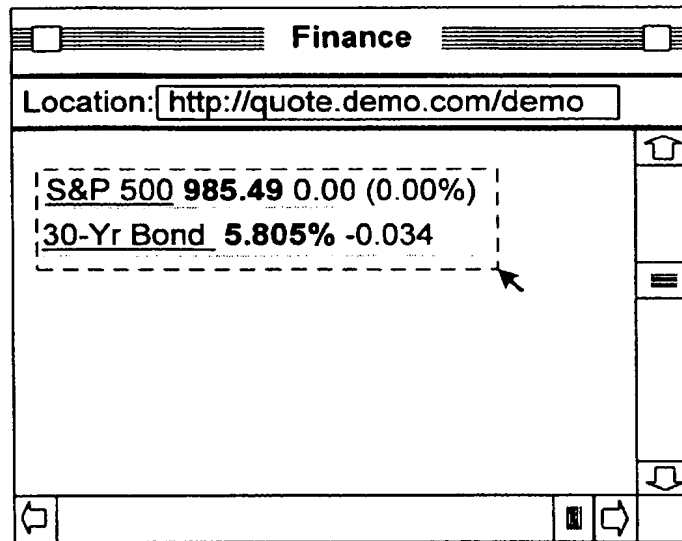 Finance
Location: http://quote.demo.com/demo
S&P 500 985.49 0.00 (0.00%)
30-Yr Bond 5.805% -0.034